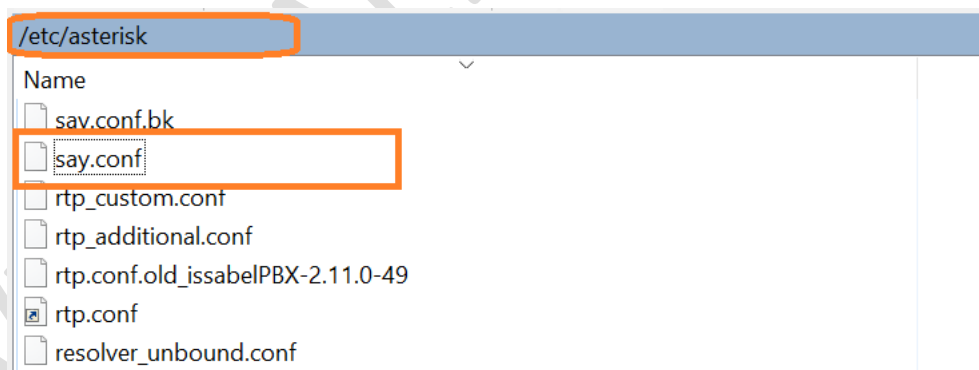 /etc/asterisk
Name
say.conf.bk
say.conf
rtp_custom.conf
rtp_additional.conf
rtp.conf.old_issabelPBX-2.11.0-49
rtp.conf
resolver_unbound.conf